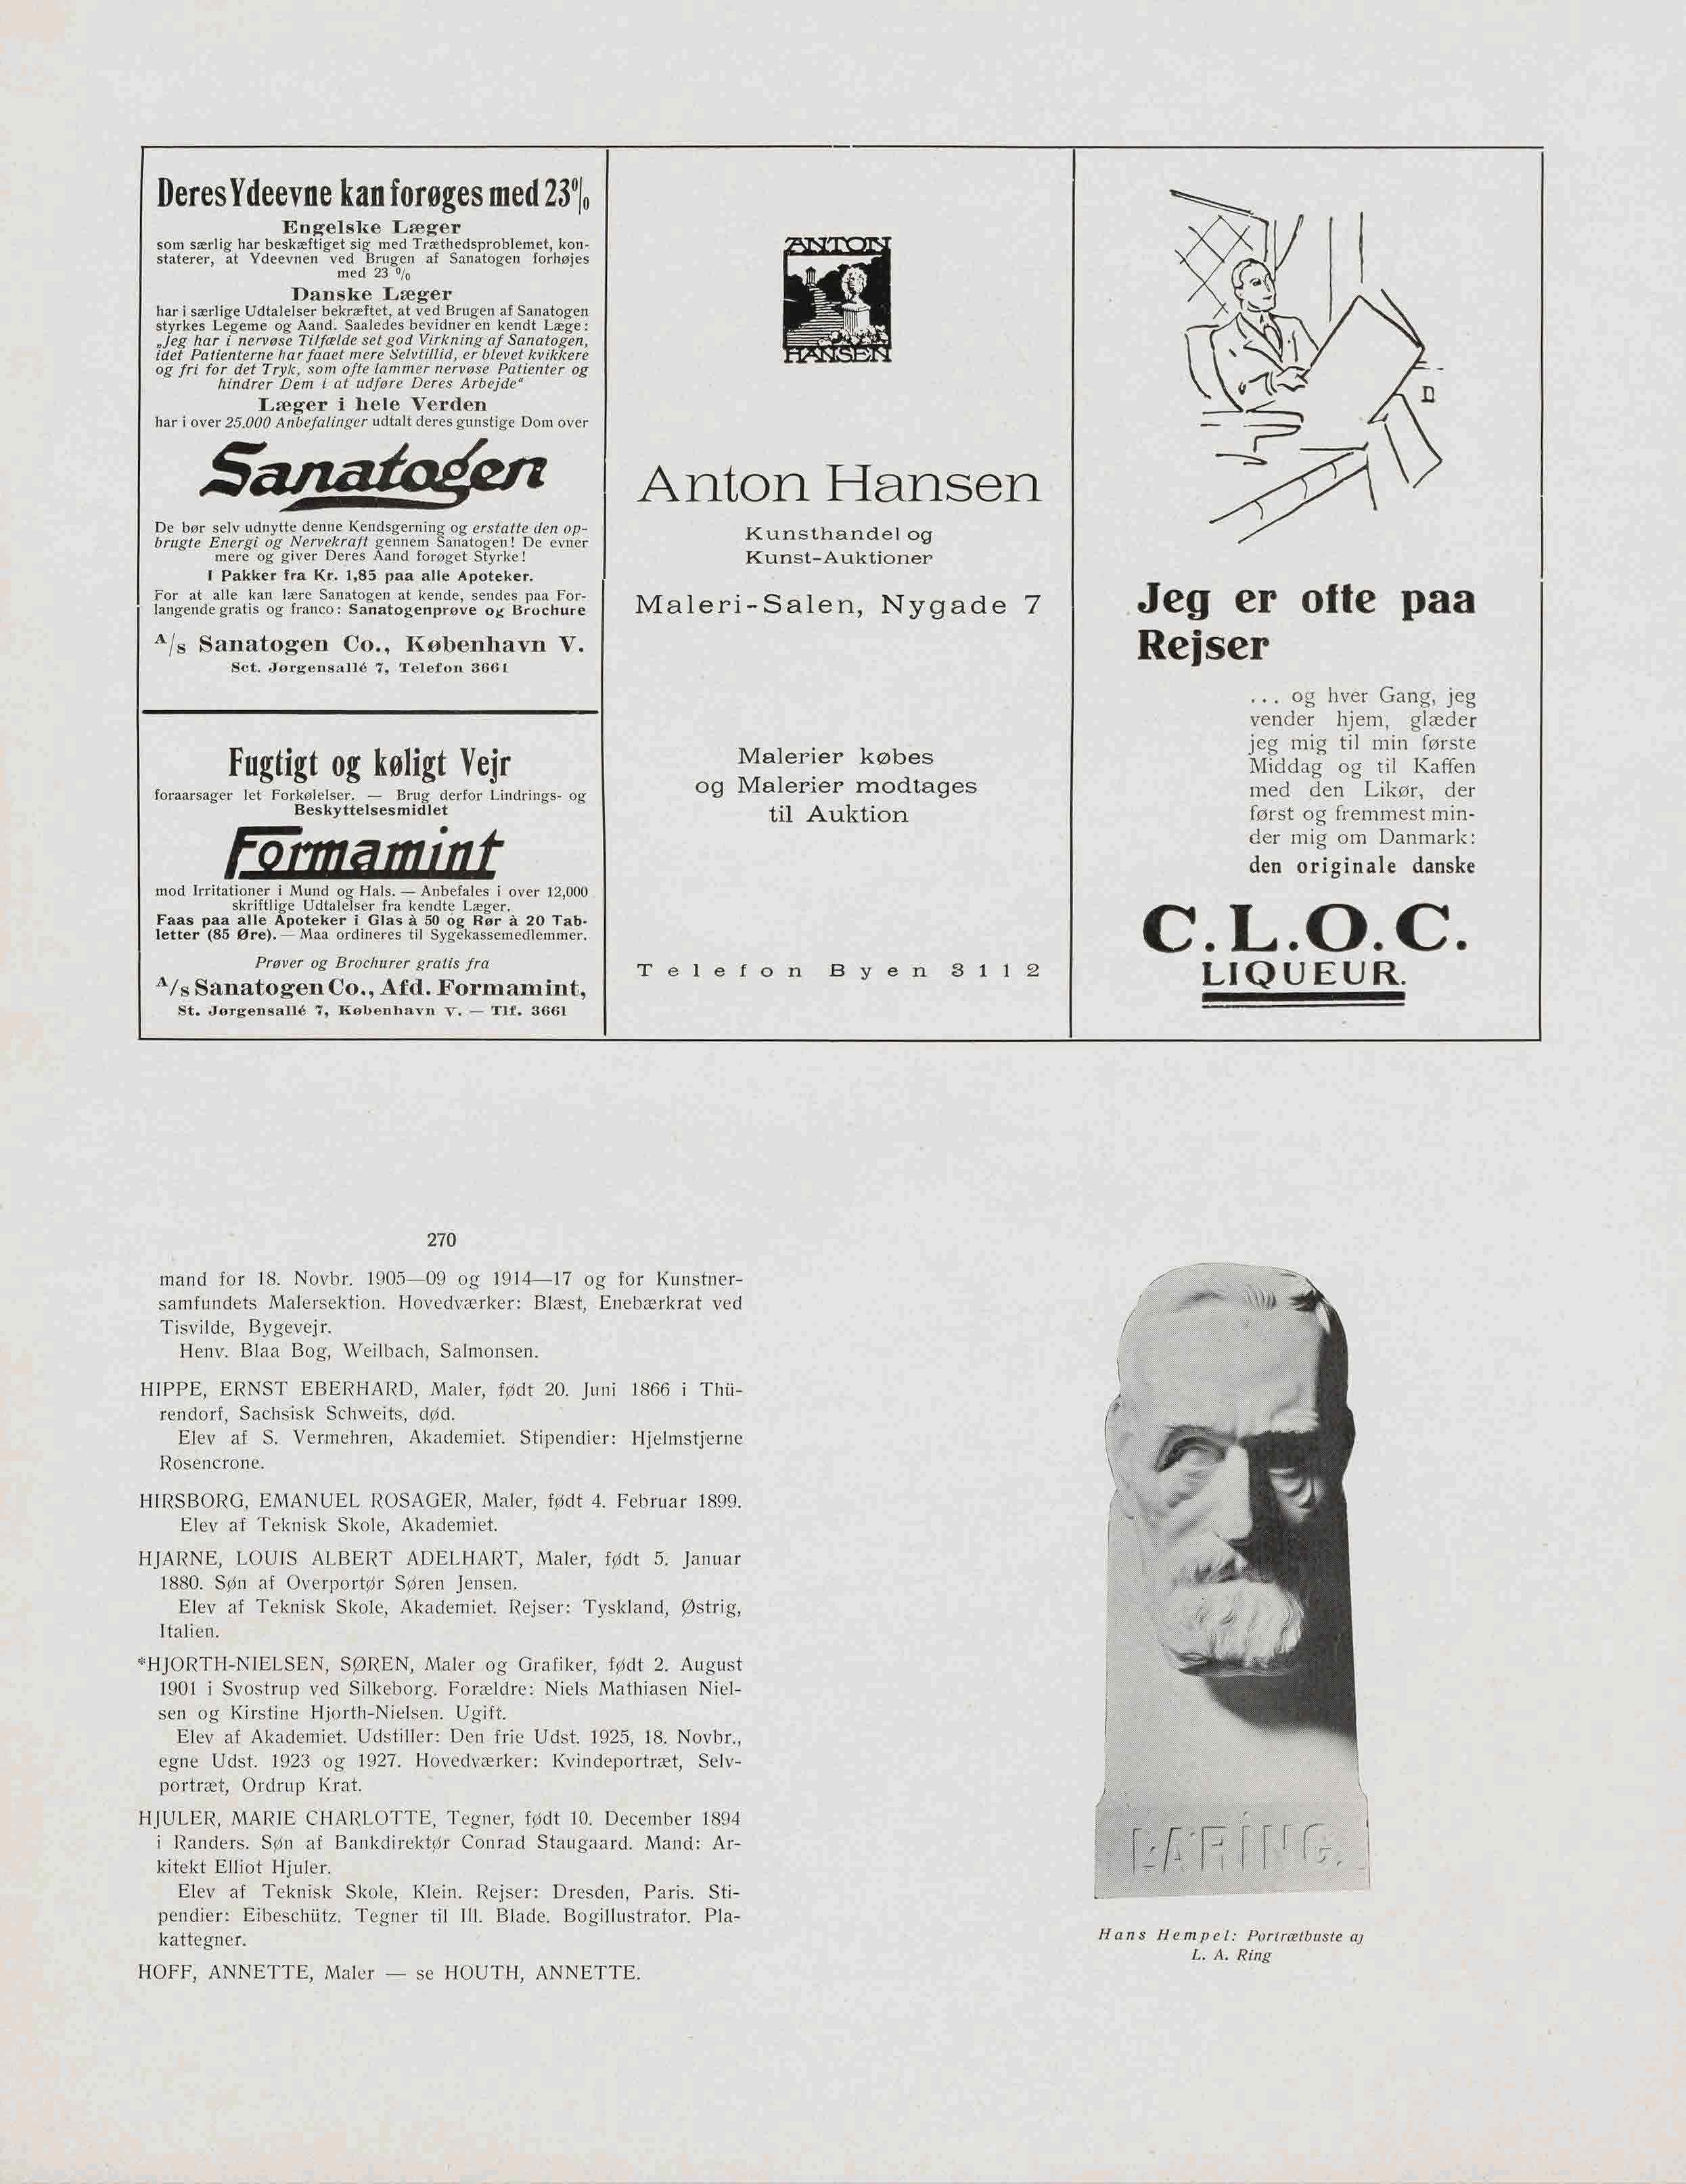 Deres Ydeevne kan forøges med 23%
Engelske Læger
som særlig har beskæftiget sig med Træthedsproblemet, kon-
staterer, at Ydeevnen ved Brugen af Sanatogen forhøjes
med 23 %
Danske Læger
har i særlige Udtalelser bekræftet, at ved Brugen af Sanatogen
styrkes Legeme og Aand. Saaledes bevidner en kendt Læge:
„Jeg har i nervøse Tilfælde set god Virkning af Sanatogen,
idet Patienterne har faaet mere Selvtillid, er blevet kvikkere
og fri for det Tryk, som ofte lammer nervøse Patienter og
hindrer Dem i at udføre Deres Arbejde“
Læger i hele Verden
har i over 25.000 Anbefalinger udtalt deres gunstige Dom over
Sanatogen
De bør selv udnytte denne Kendsgerning og erstatte den op-
brugte Energi og Nervekraft gennem Sanatogen! De evner
mere og giver Deres Aand forøget Styrke!
I Pakker fra Kr. 1,85 paa alle Apoteker.
For at alle kan lære Sanatogen at kende, sendes paa For-
langende gratis og franco: Sanatogenprøve og Brochure
A/s Sanatogen Co., København V.
Sct. Jørgensallé 7, Telefon 3661
Fugtigt og køligt Vejr
foraarsager let Forkølelser. — Brug derfor Lindrings- og
Beskyttelsesmidlet
Formamint
mod Irritationer i Mund og Hals. — Anbefales i over 12,000
skriftlige Udtalelser fra kendte Læger.
Faas paa alle Apoteker i Glas à 50 og Rør à 20 Tab-
letter (85 Øre). — Maa ordineres til Sygekassemedlemmer.
Prøver og Brochurer gratis fra
A/s Sanatogen Co., Afd. Formamint,
St. Jørgensallé 7, København V. — Tlf. 3661
ANTON
HANSEN
Anton Hansen
Kunsthandel og
Kunst-Auktioner
Maleri-Salen, Nygade 7
Malerier købes
og Malerier modtages
til Auktion
Telefon Byen 3112
Jeg er ofte paa
Rejser
... og hver Gang, jeg
vender hjem, glæder
jeg mig til min første
Middag og til Kaffen
med den Likør, der
først og fremmest min-
der mig om Danmark:
den originale danske
C.L.O.C.
LIQUEUR.
270
mand for 18. Novbr. 1905—09 og 1914—17 og for Kunstner-
samfundets Malersektion. Hovedværker: Blæst, Enebærkrat ved
Tisvilde, Bygevejr.
Henv. Blaa Bog, Weilbach, Salmonsen.
HIPPE, ERNST EBERHARD, Maler, født 20. Juni 1866 i Thü-
rendorf, Sachsisk Schweits, død.
Elev af S. Vermehren, Akademiet. Stipendier: Hjelmstjerne
Rosencrone.
HIRSBORG, EMANUEL ROSAGER, Maler, født 4. Februar 1899.
Elev af Teknisk Skole, Akademiet.
HJARNE, LOUIS ALBERT ADELHART, Maler, født 5. Januar
1880. Søn af Overportør Søren Jensen.
Elev af Teknisk Skole, Akademiet. Rejser: Tyskland, Østrig,
Italien.
*HJORTH-NIELSEN, SØREN, Maler og Grafiker, født 2. August
1901 i Svostrup ved Silkeborg. Forældre: Niels Mathiasen Niel-
sen og Kirstine Hjorth-Nielsen. Ugift.
Elev af Akademiet. Udstiller: Den frie Udst. 1925, 18. Novbr.,
egne Udst. 1923 og 1927. Hovedværker: Kvindeportræt, Selv-
portræt, Ordrup Krat.
HJULER, MARIE CHARLOTTE, Tegner, født 10. December 1894
i Randers. Søn af Bankdirektør Conrad Staugaard. Mand: Ar-
kitekt Elliot Hjuler.
Elev af Teknisk Skole, Klein. Rejser: Dresden, Paris. Sti-
pendier: Eibeschütz. Tegner til Ill. Blade. Bogillustrator. Pla-
kattegner.
HOFF, ANNETTE, Maler — se HOUTH, ANNETTE.
L·A·RING.
Hans Hempel: Portrætbuste af
L. A. Ring